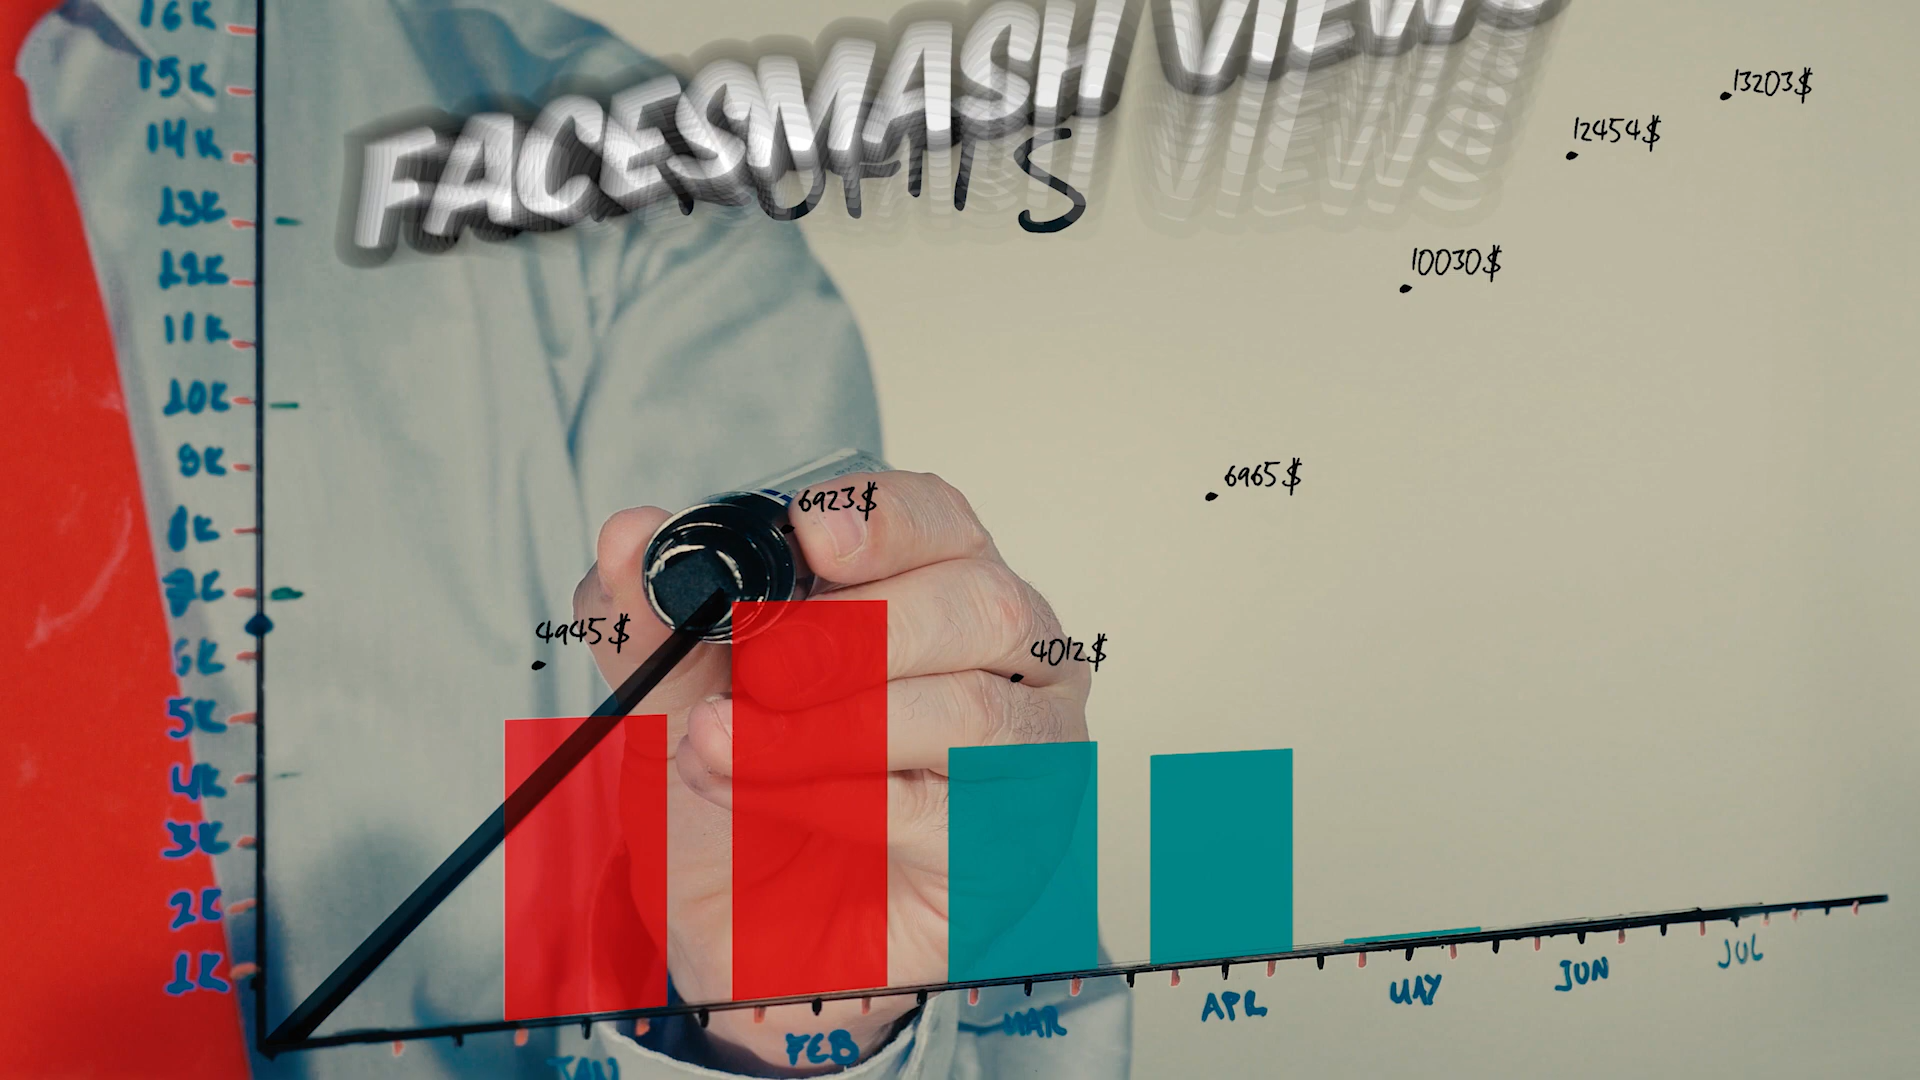 FACESMASH VIEWS
16K
15K
14K
13K
12K
11K
10K
9K
8K
7K
6K
5K
4K
3K
2K
1K
13203$
12454$
10030$
6965$
6923$
4945$
4012$
JAN
FEB
MAR
APR
MAY
JUN
JUL